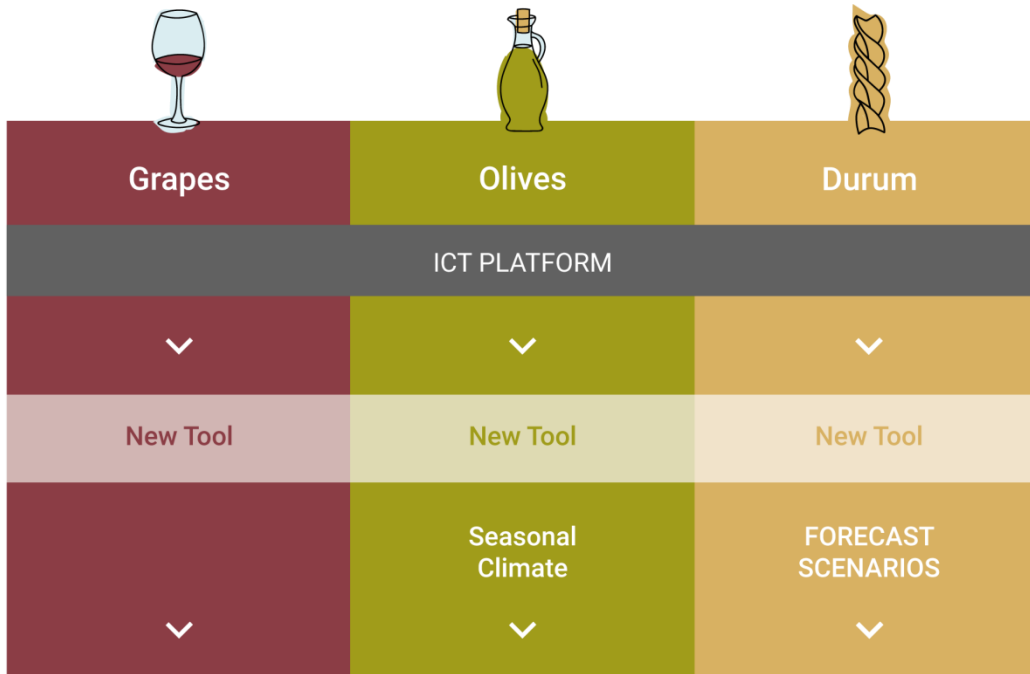 Grapes
Olives
Durum
ICT PLATFORM
New Tool
New Tool
New Tool
Seasonal
Climate
FORECAST
SCENARIOS